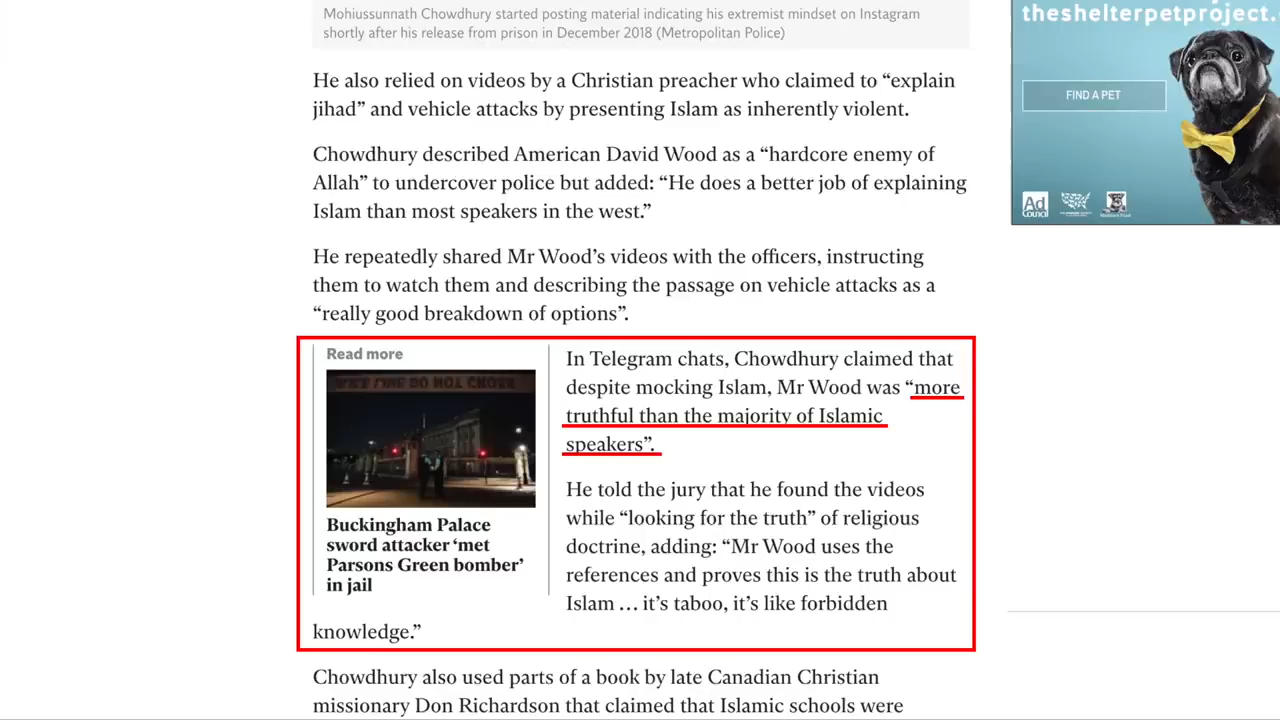 Mohiussunnath Chowdhury started posting material indicating his extremist mindset on Instagram
shortly after his release from prison in December 2018 (Metropolitan Police)
He also relied on videos by a Christian preacher who claimed to “explain
jihad” and vehicle attacks by presenting Islam as inherently violent.
Chowdhury described American David Wood as a “hardcore enemy of
Allah” to undercover police but added: “He does a better job of explaining
Islam than most speakers in the west.”
He repeatedly shared Mr Wood’s videos with the officers, instructing
them to watch them and describing the passage on vehicle attacks as a
“really good breakdown of options”.
Read more
Buckingham Palace
sword attacker ‘met
Parsons Green bomber’
in jail
In Telegram chats, Chowdhury claimed that
despite mocking Islam, Mr Wood was “more
truthful than the majority of Islamic
speakers”.
He told the jury that he found the videos
while “looking for the truth” of religious
doctrine, adding: “Mr Wood uses the
references and proves this is the truth about
Islam … it’s taboo, it’s like forbidden
knowledge.”
Chowdhury also used parts of a book by late Canadian Christian
missionary Don Richardson that claimed that Islamic schools were
theshelterpetproject.
FIND A PET
Ad
Council